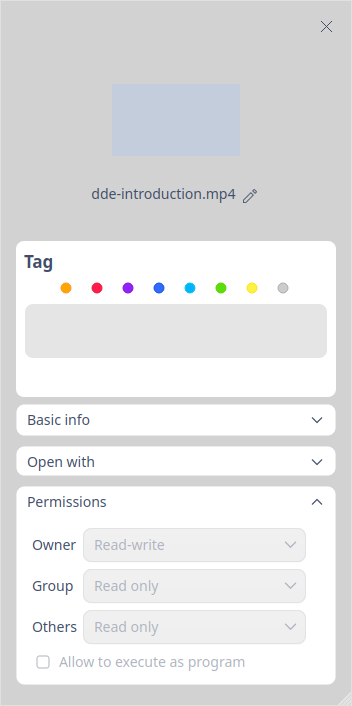 dde-introduction.mp4
Tag
Basic info
Open with
Permissions
Owner Read-write
Group Read only
Others Read only
Allow to execute as program